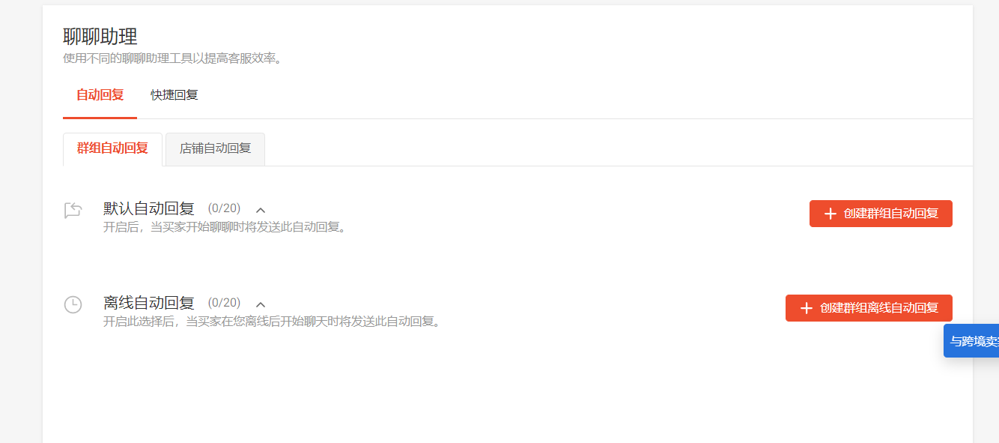 聊聊助理
使用不同的聊聊助理工具以提高客服效率。
自动回复 快捷回复
群组自动回复 店铺自动回复
默认自动回复 (0/20) 创建群组自动回复
开启后，当买家开始聊聊时将发送此自动回复。
离线自动回复 (0/20) 创建群组离线自动回复
开启此选择后，当买家在您离线后开始聊天时将发送此自动回复。
与跨境卖